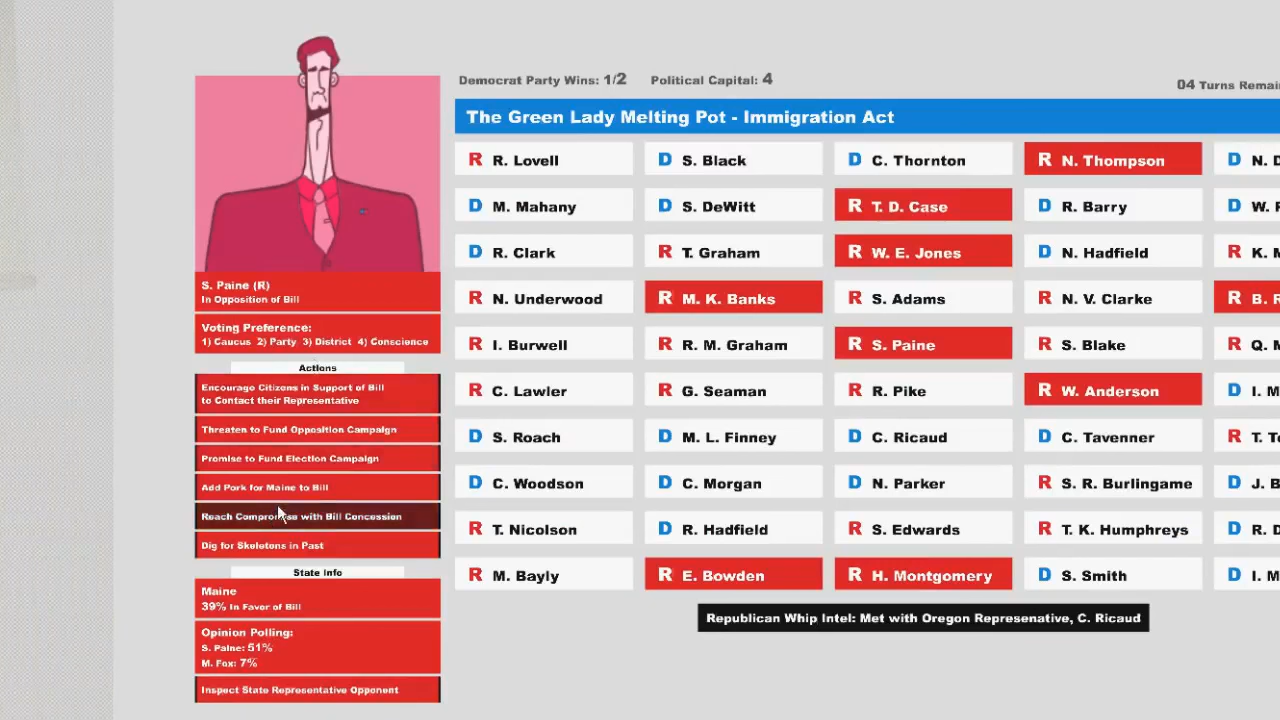 Democrat Party Wins: 1/2 Political Capital: 4
04 Turns Remai
The Green Lady Melting Pot - Immigration Act
R R. Lovell D S. Black D C. Thornton R N. Thompson D N. D
D M. Mahany D S. DeWitt R T. D. Case D R. Barry D W.
D R. Clark R T. Graham R W. E. Jones D N. Hadfield R K. M
R N. Underwood R M. K. Banks R S. Adams R N. V. Clarke R B.
R I. Burwell R R. M. Graham R S. Paine R S. Blake R Q. M
R C. Lawler R G. Seaman R R. Pike R W. Anderson D I. M
D S. Roach D M. L. Finney D C. Ricaud D C. Tavenner R T. T
D C. Woodson D C. Morgan D N. Parker R S. R. Burlingame D J. B
R T. Nicolson D R. Hadfield R S. Edwards R T. K. Humphreys D R. D
R M. Bayly R E. Bowden R H. Montgomery D S. Smith D I. M
Republican Whip Intel: Met with Oregon Represenative, C. Ricaud
S. Paine (R)
In Opposition of Bill
Voting Preference:
1) Caucus 2) Party 3) District 4) Conscience
Actions
Encourage Citizens in Support of Bill
to Contact their Representative
Threaten to Fund Opposition Campaign
Promise to Fund Election Campaign
Add Pork for Maine to Bill
Reach Compromise with Bill Concession
Dig for Skeletons in Past
State Info
Maine
39% In Favor of Bill
Opinion Polling:
S. Paine: 51%
M. Fox: 7%
Inspect State Representative Opponent